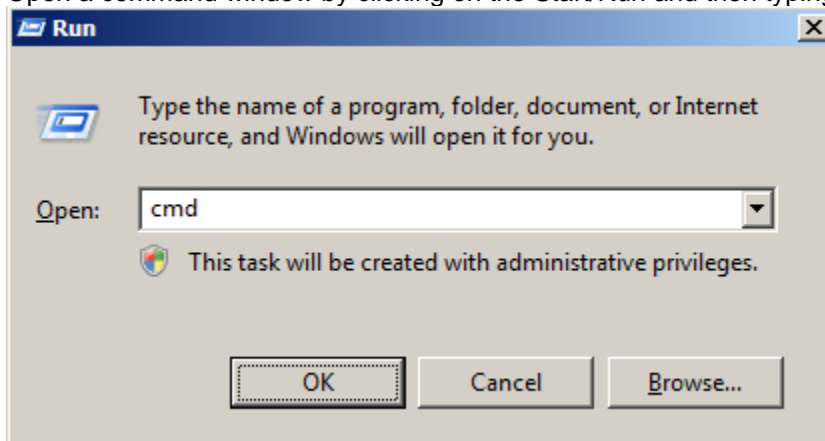 Open a command window by clicking on the Start/Run and then typing
Run
Type the name of a program, folder, document, or Internet
resource, and Windows will open it for you.
Open:
cmd
This task will be created with administrative privileges.
OK
Cancel
Browse...